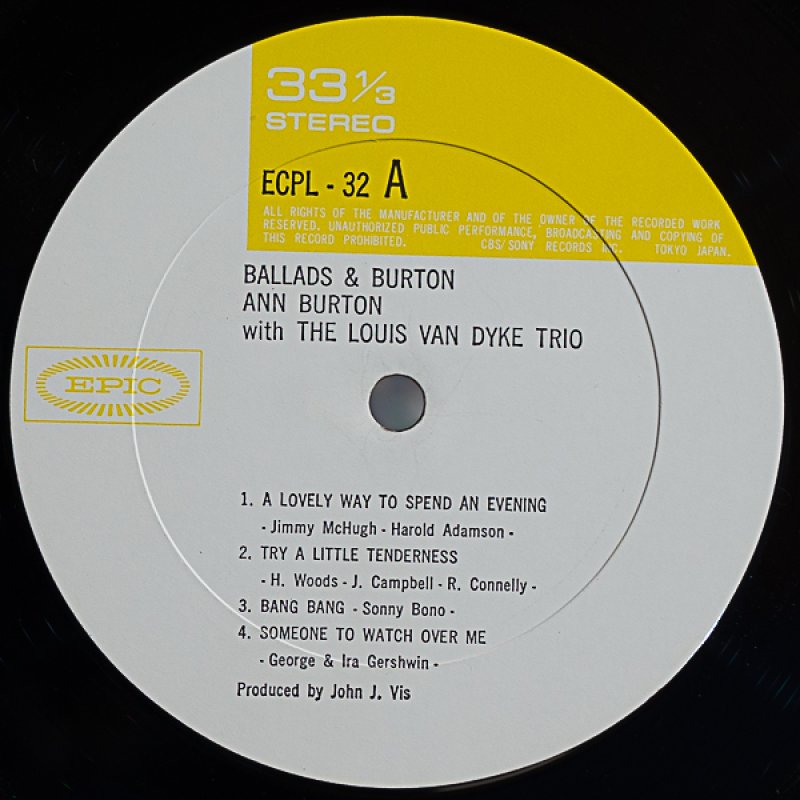 33 1/3
STEREO
ECPL - 32 A
ALL RIGHTS OF THE MANUFACTURER AND OF THE OWNER OF THE RECORDED WORK
RESERVED. UNAUTHORIZED PUBLIC PERFORMANCE, BROADCASTING AND COPYING OF
THIS RECORD PROHIBITED. CBS/SONY RECORDS INC. TOKYO JAPAN.
BALLADS & BURTON
ANN BURTON
with THE LOUIS VAN DYKE TRIO
EPIC
1. A LOVELY WAY TO SPEND AN EVENING
- Jimmy McHugh - Harold Adamson -
2. TRY A LITTLE TENDERNESS
- H. Woods - J. Campbell - R. Connelly -
3. BANG BANG - Sonny Bono -
4. SOMEONE TO WATCH OVER ME
- George & Ira Gershwin -
Produced by John J. Vis